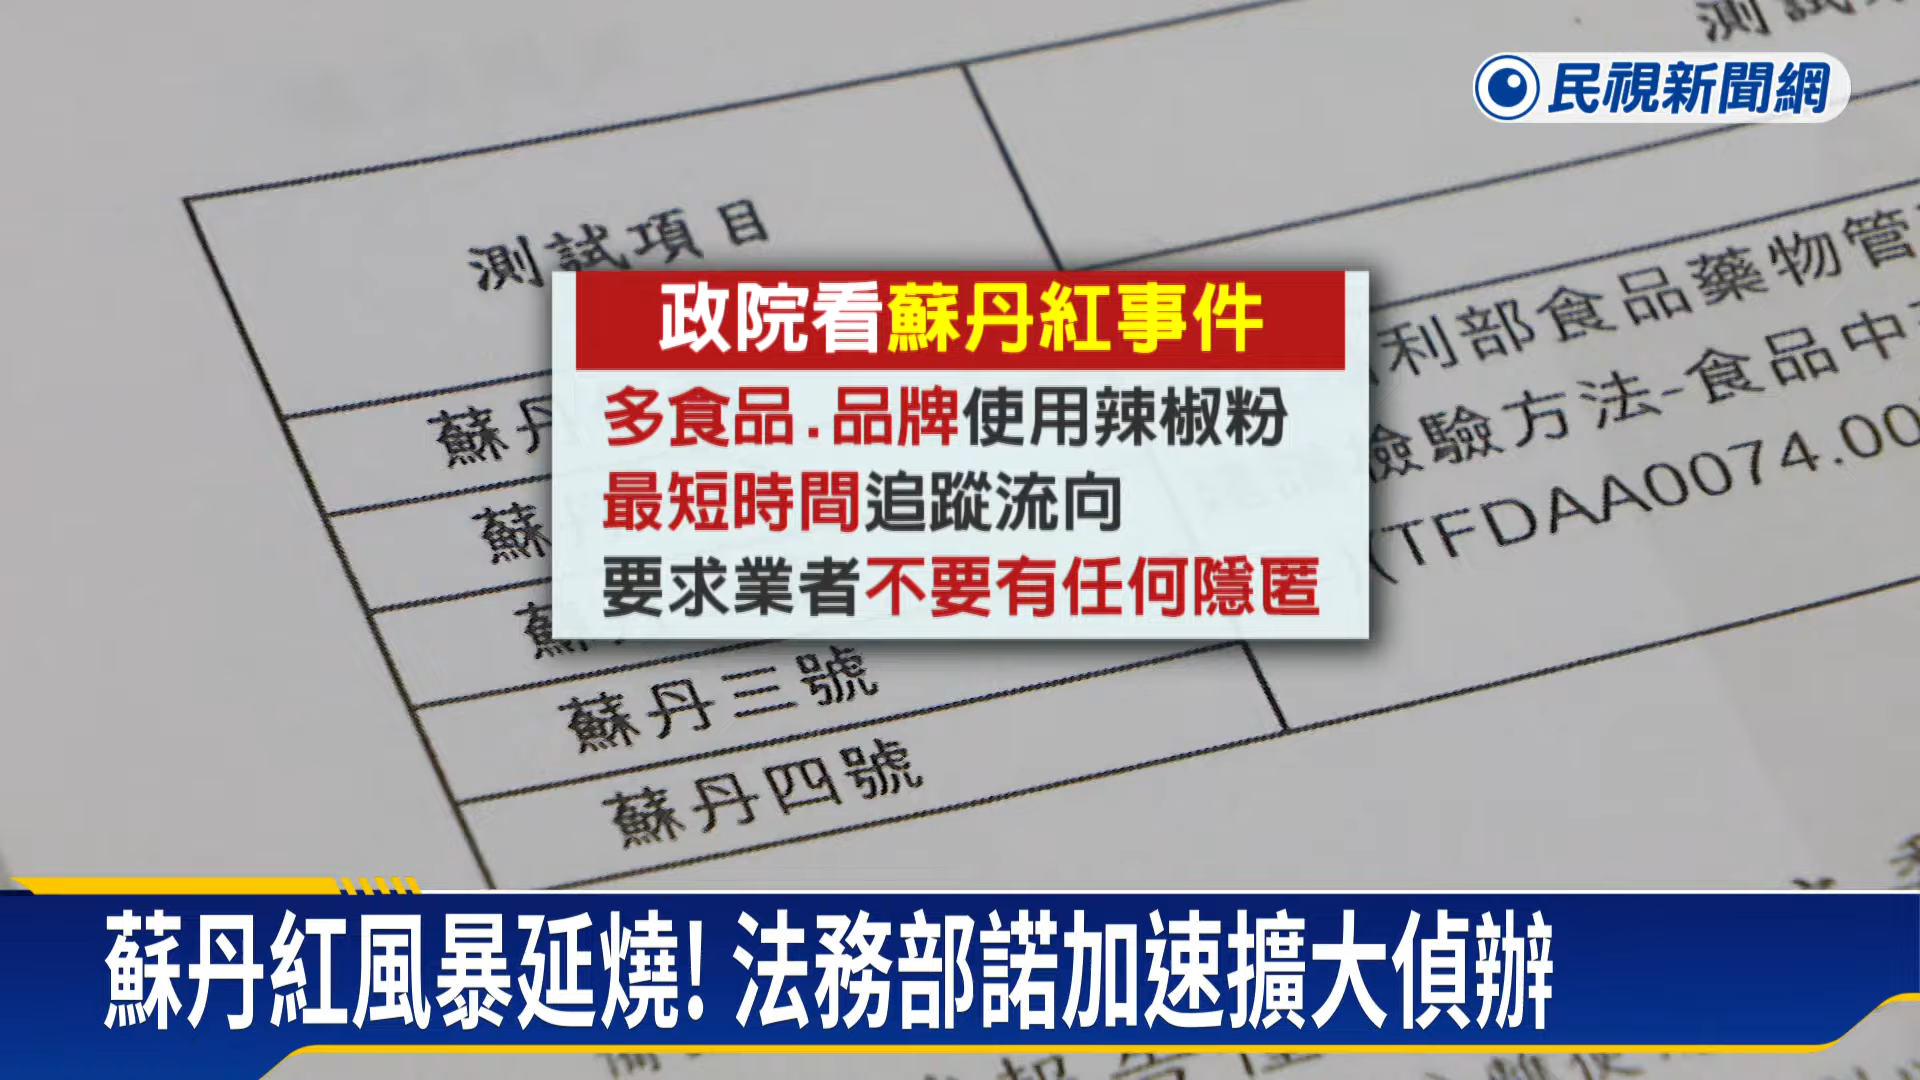 民視新聞網
測試項目
政院看蘇丹紅事件
多食品.品牌使用辣椒粉
最短時間追蹤流向
要求業者不要有任何隱匿
利部食品藥物管
檢驗方法-食品中
(TFDAA0074.00
蘇丹
蘇
蘇丹三號
蘇丹四號
蘇丹紅風暴延燒! 法務部諾加速擴大偵辦